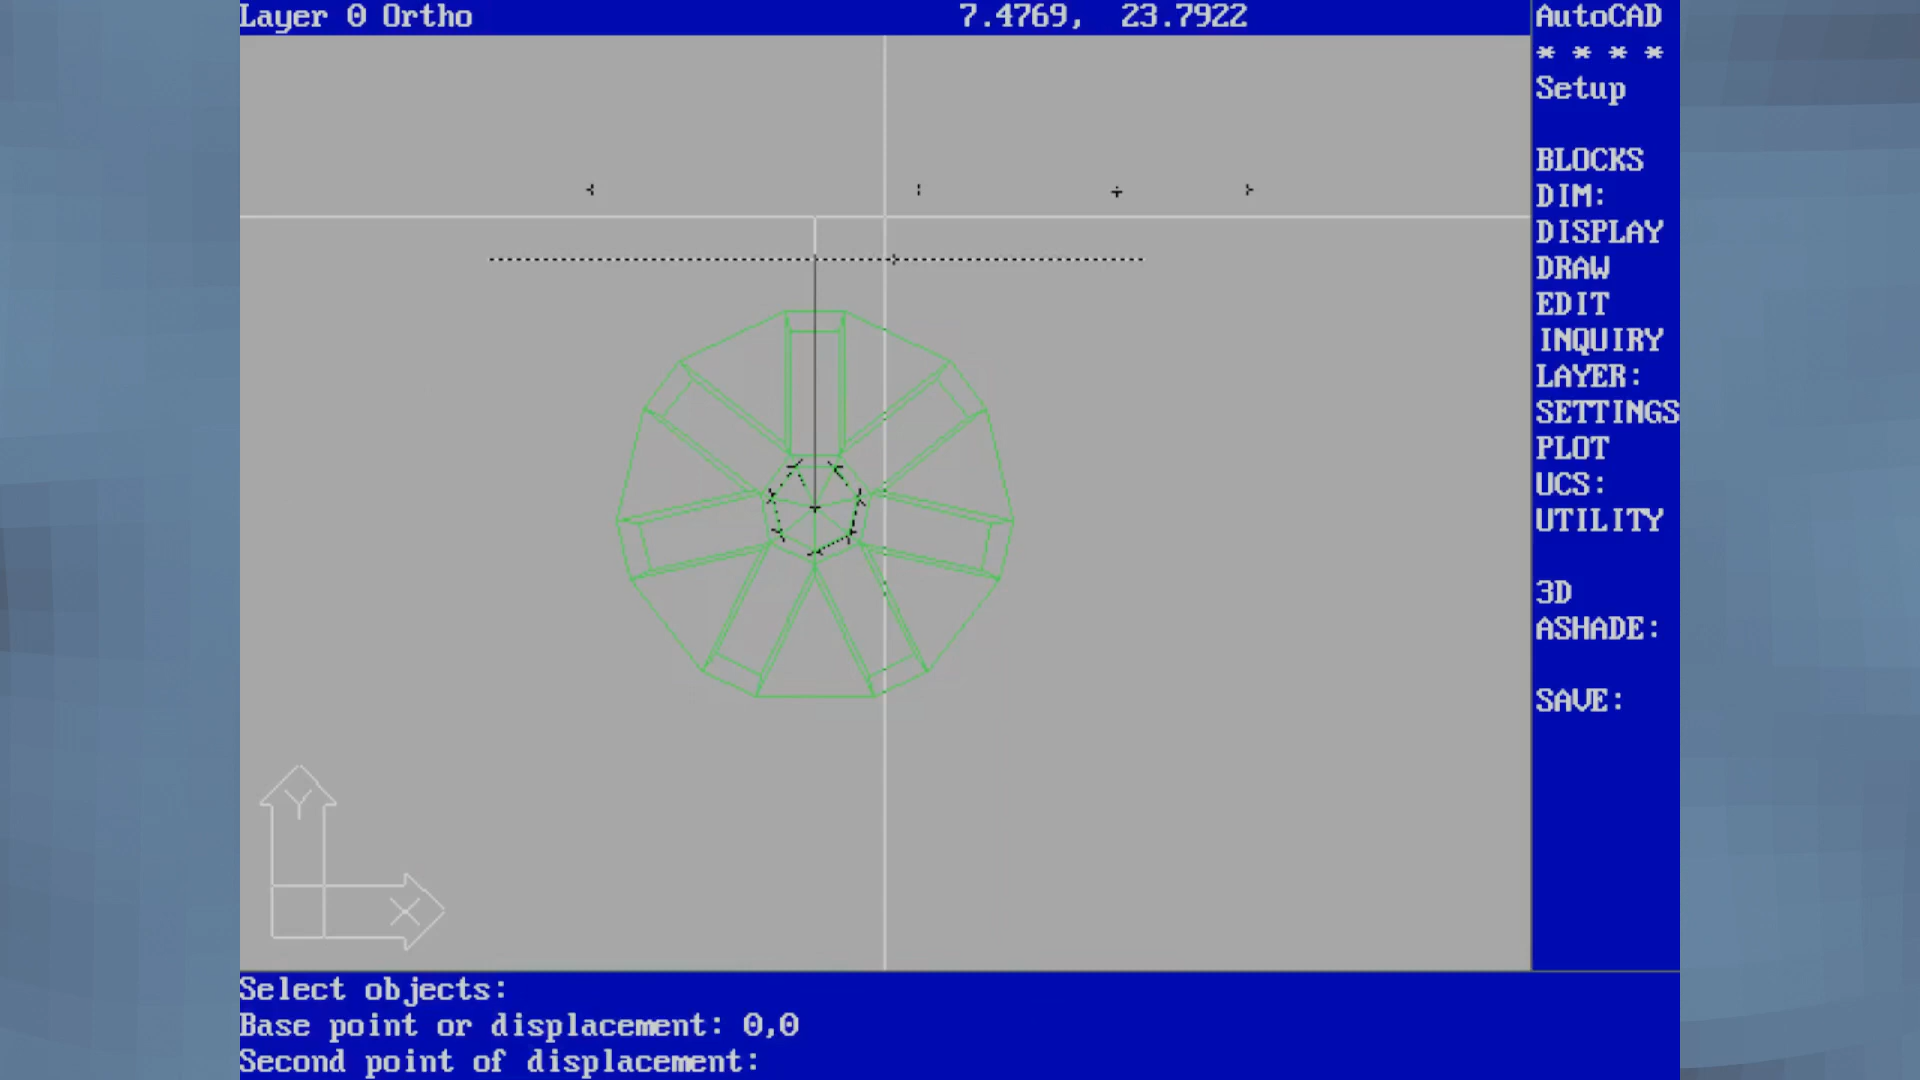 Layer 0 Ortho 7.4769, 23.7922
AutoCAD
* * * *
Setup
BLOCKS
DIM:
DISPLAY
DRAW
EDIT
INQUIRY
LAYER:
SETTINGS
PLOT
UCS:
UTILITY
3D
ASHADE:
SAVE:
Y
X
Select objects:
Base point or displacement: 0,0
Second point of displacement: